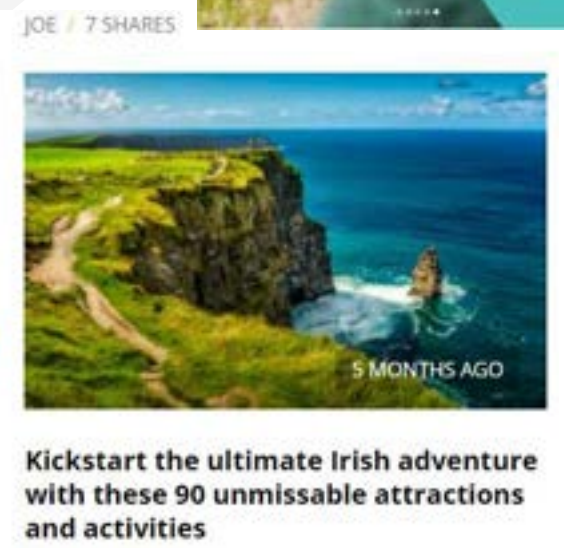 JOE / 7 SHARES
5 MONTHS AGO
Kickstart the ultimate Irish adventure
with these 90 unmissable attractions
and activities